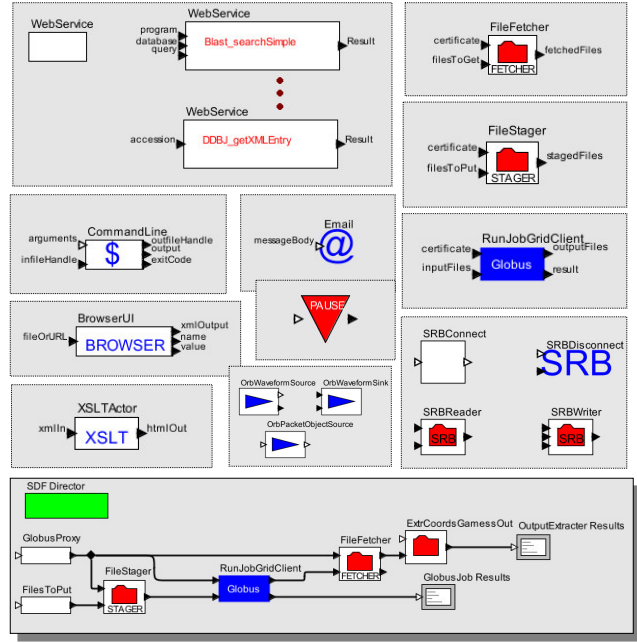 WebService
WebService
program
database
query
Blast_searchSimple
Result
WebService
accession
DDBJ_getXMLEntry
Result
FileFetcher
certificate
filesToGet
FETCHER
fetchedFiles
FileStager
certificate
filesToPut
STAGER
stagedFiles
CommandLine
arguments
infileHandle
$
outfileHandle
output
exitCode
Email
messageBody
@
RunJobGridClient
certificate
inputFiles
Globus
outputFiles
result
PAUSE
BrowserUI
fileOrURL
BROWSER
xmlOutput
name
value
SRBConnect
SRBDisconnect
SRB
SRBReader
SRB
SRBWriter
SRB
OrbWaveformSource
OrbWaveformSink
OrbPacketObjectSource
XSLTActor
xmlIn
XSLT
htmlOut
SDF Director
GlobusProxy
FilesToPut
FileStager
STAGER
RunJobGridClient
Globus
FileFetcher
FETCHER
ExtrCoordsGamessOut
OutputExtracter Results
GlobusJob Results